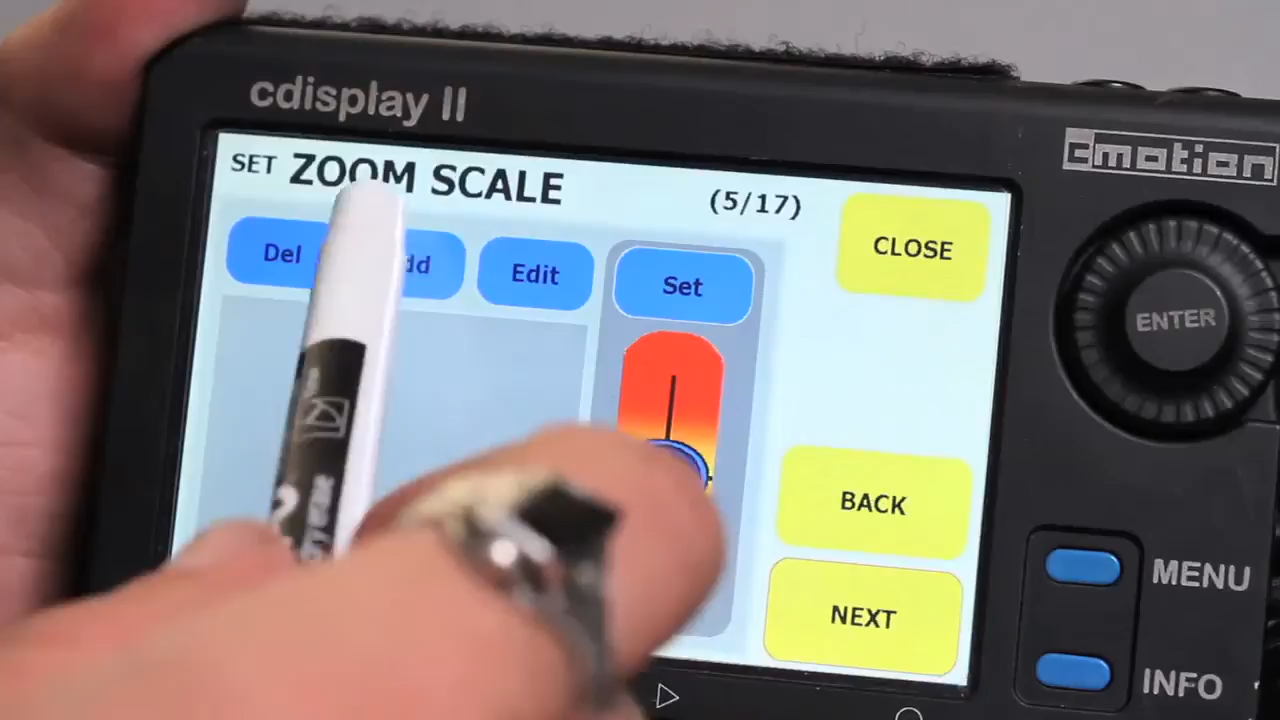 cdisplay II
cmotion
SET ZOOM SCALE (5/17)
CLOSE
Del
Edit
Set
ENTER
BACK
NEXT
MENU
INFO